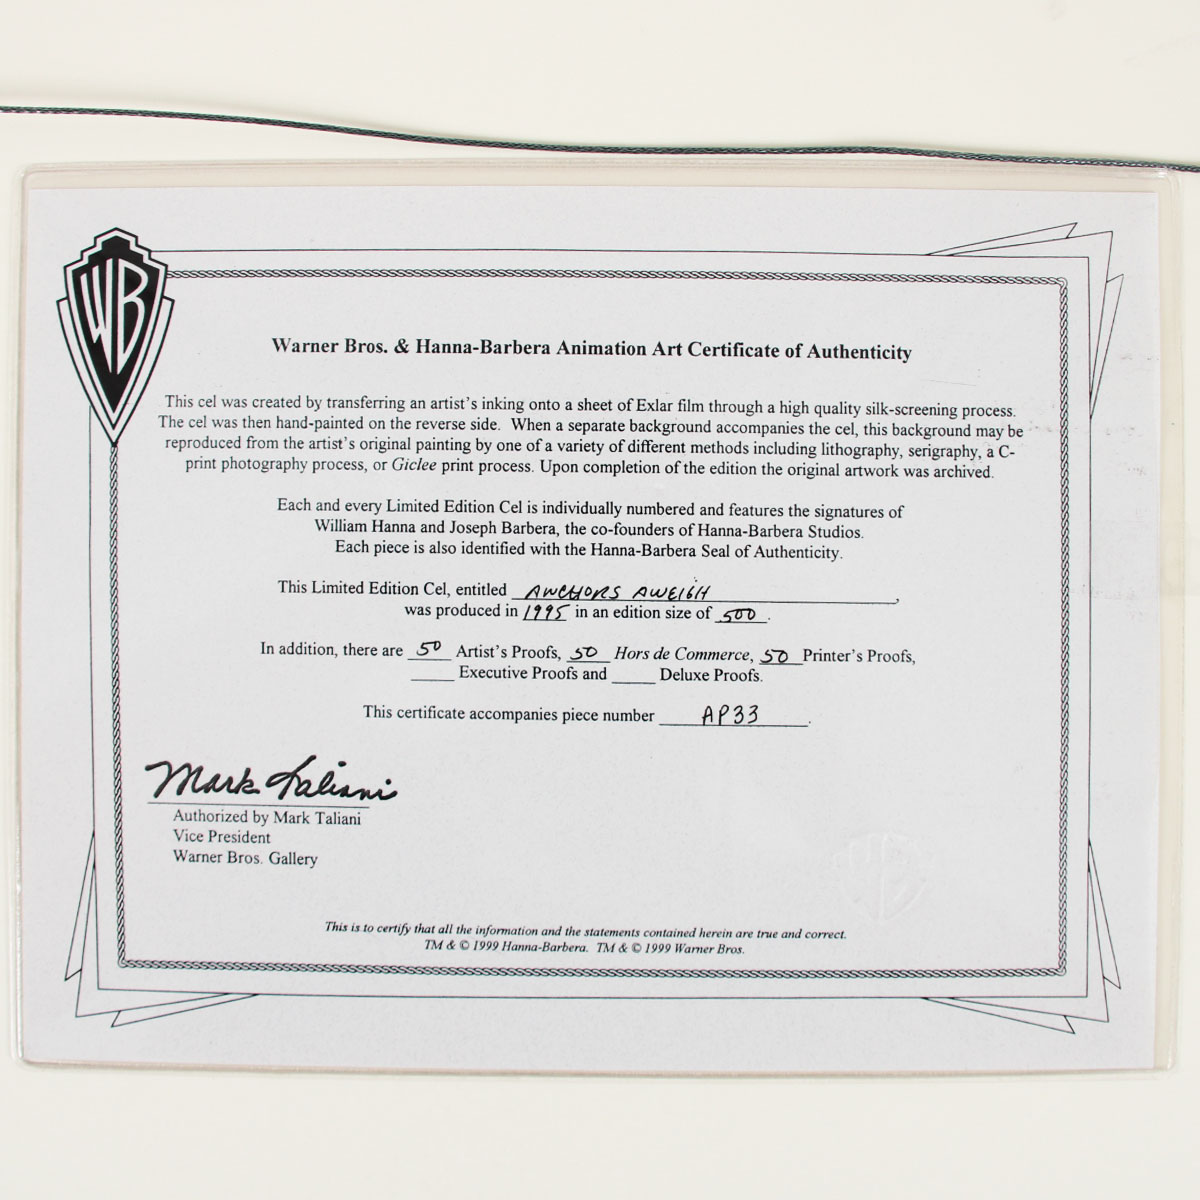 WB
Warner Bros. & Hanna-Barbera Animation Art Certificate of Authenticity
This cel was created by transferring an artist's inking onto a sheet of Exlar film through a high quality silk-screening process.
The cel was then hand-painted on the reverse side. When a separate background accompanies the cel, this background may be
reproduced from the artist's original painting by one of a variety of different methods including lithography, serigraphy, a C-
print photography process, or Giclee print process. Upon completion of the edition the original artwork was archived.
Each and every Limited Edition Cel is individually numbered and features the signatures of
William Hanna and Joseph Barbera, the co-founders of Hanna-Barbera Studios.
Each piece is also identified with the Hanna-Barbera Seal of Authenticity.
This Limited Edition Cel, entitled ANCHORS AWEIGH,
was produced in 1995 in an edition size of 500.
In addition, there are 50 Artist's Proofs, 50 Hors de Commerce, 50 Printer's Proofs,
____ Executive Proofs and ____ Deluxe Proofs.
This certificate accompanies piece number AP33.
Mark Taliani
Authorized by Mark Taliani
Vice President
Warner Bros. Gallery
WB
This is to certify that all the information and the statements contained herein are true and correct.
TM & © 1999 Hanna-Barbera. TM & © 1999 Warner Bros.